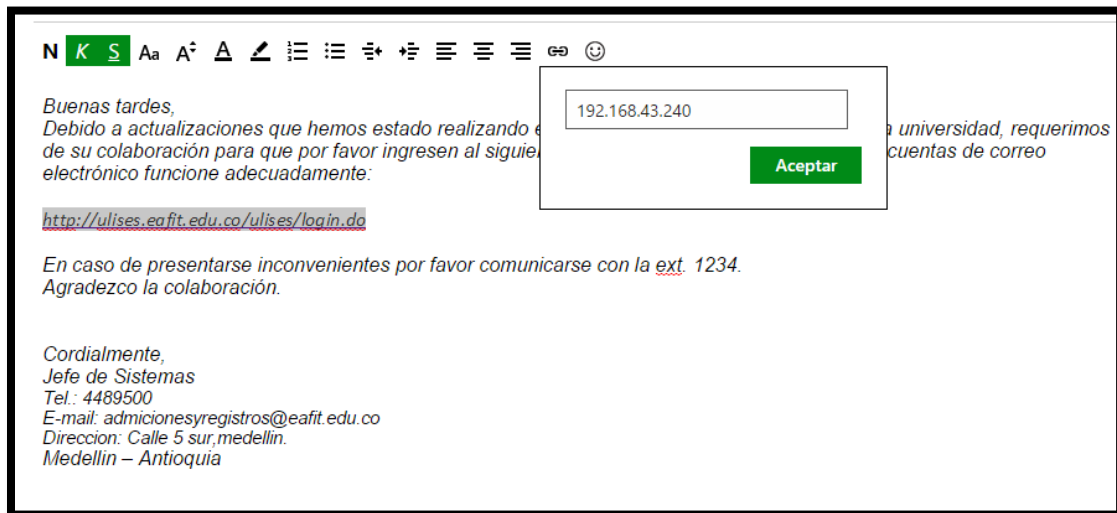 N K S Aa A A
Buenas tardes,
Debido a actualizaciones que hemos estado realizando a universidad, requerimos
de su colaboración para que por favor ingresen al cuentas de correo
electrónico funcione adecuadamente:
192.168.43.240
Aceptar
http://ulises.eafit.edu.co/ulises/login.do
En caso de presentarse inconvenientes por favor comunicarse con la ext. 1234.
Agradezco la colaboración.
Cordialmente,
Jefe de Sistemas
Tel.: 4489500
E-mail: admicionesyregistros@eafit.edu.co
Direccion: Calle 5 sur,medellin.
Medellin – Antioquia